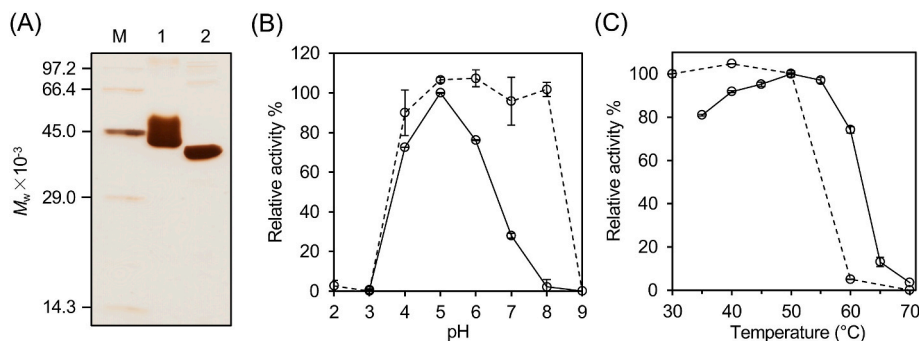 (A)
M 1 2
97.2
66.4
45.0
29.0
14.3
Mw×10-3
(B)
Relative activity %
120
100
80
60
40
20
0
2 3 4 5 6 7 8 9
pH
(C)
Relative activity %
120
100
80
60
40
20
0
30 40 50 60 70
Temperature (°C)